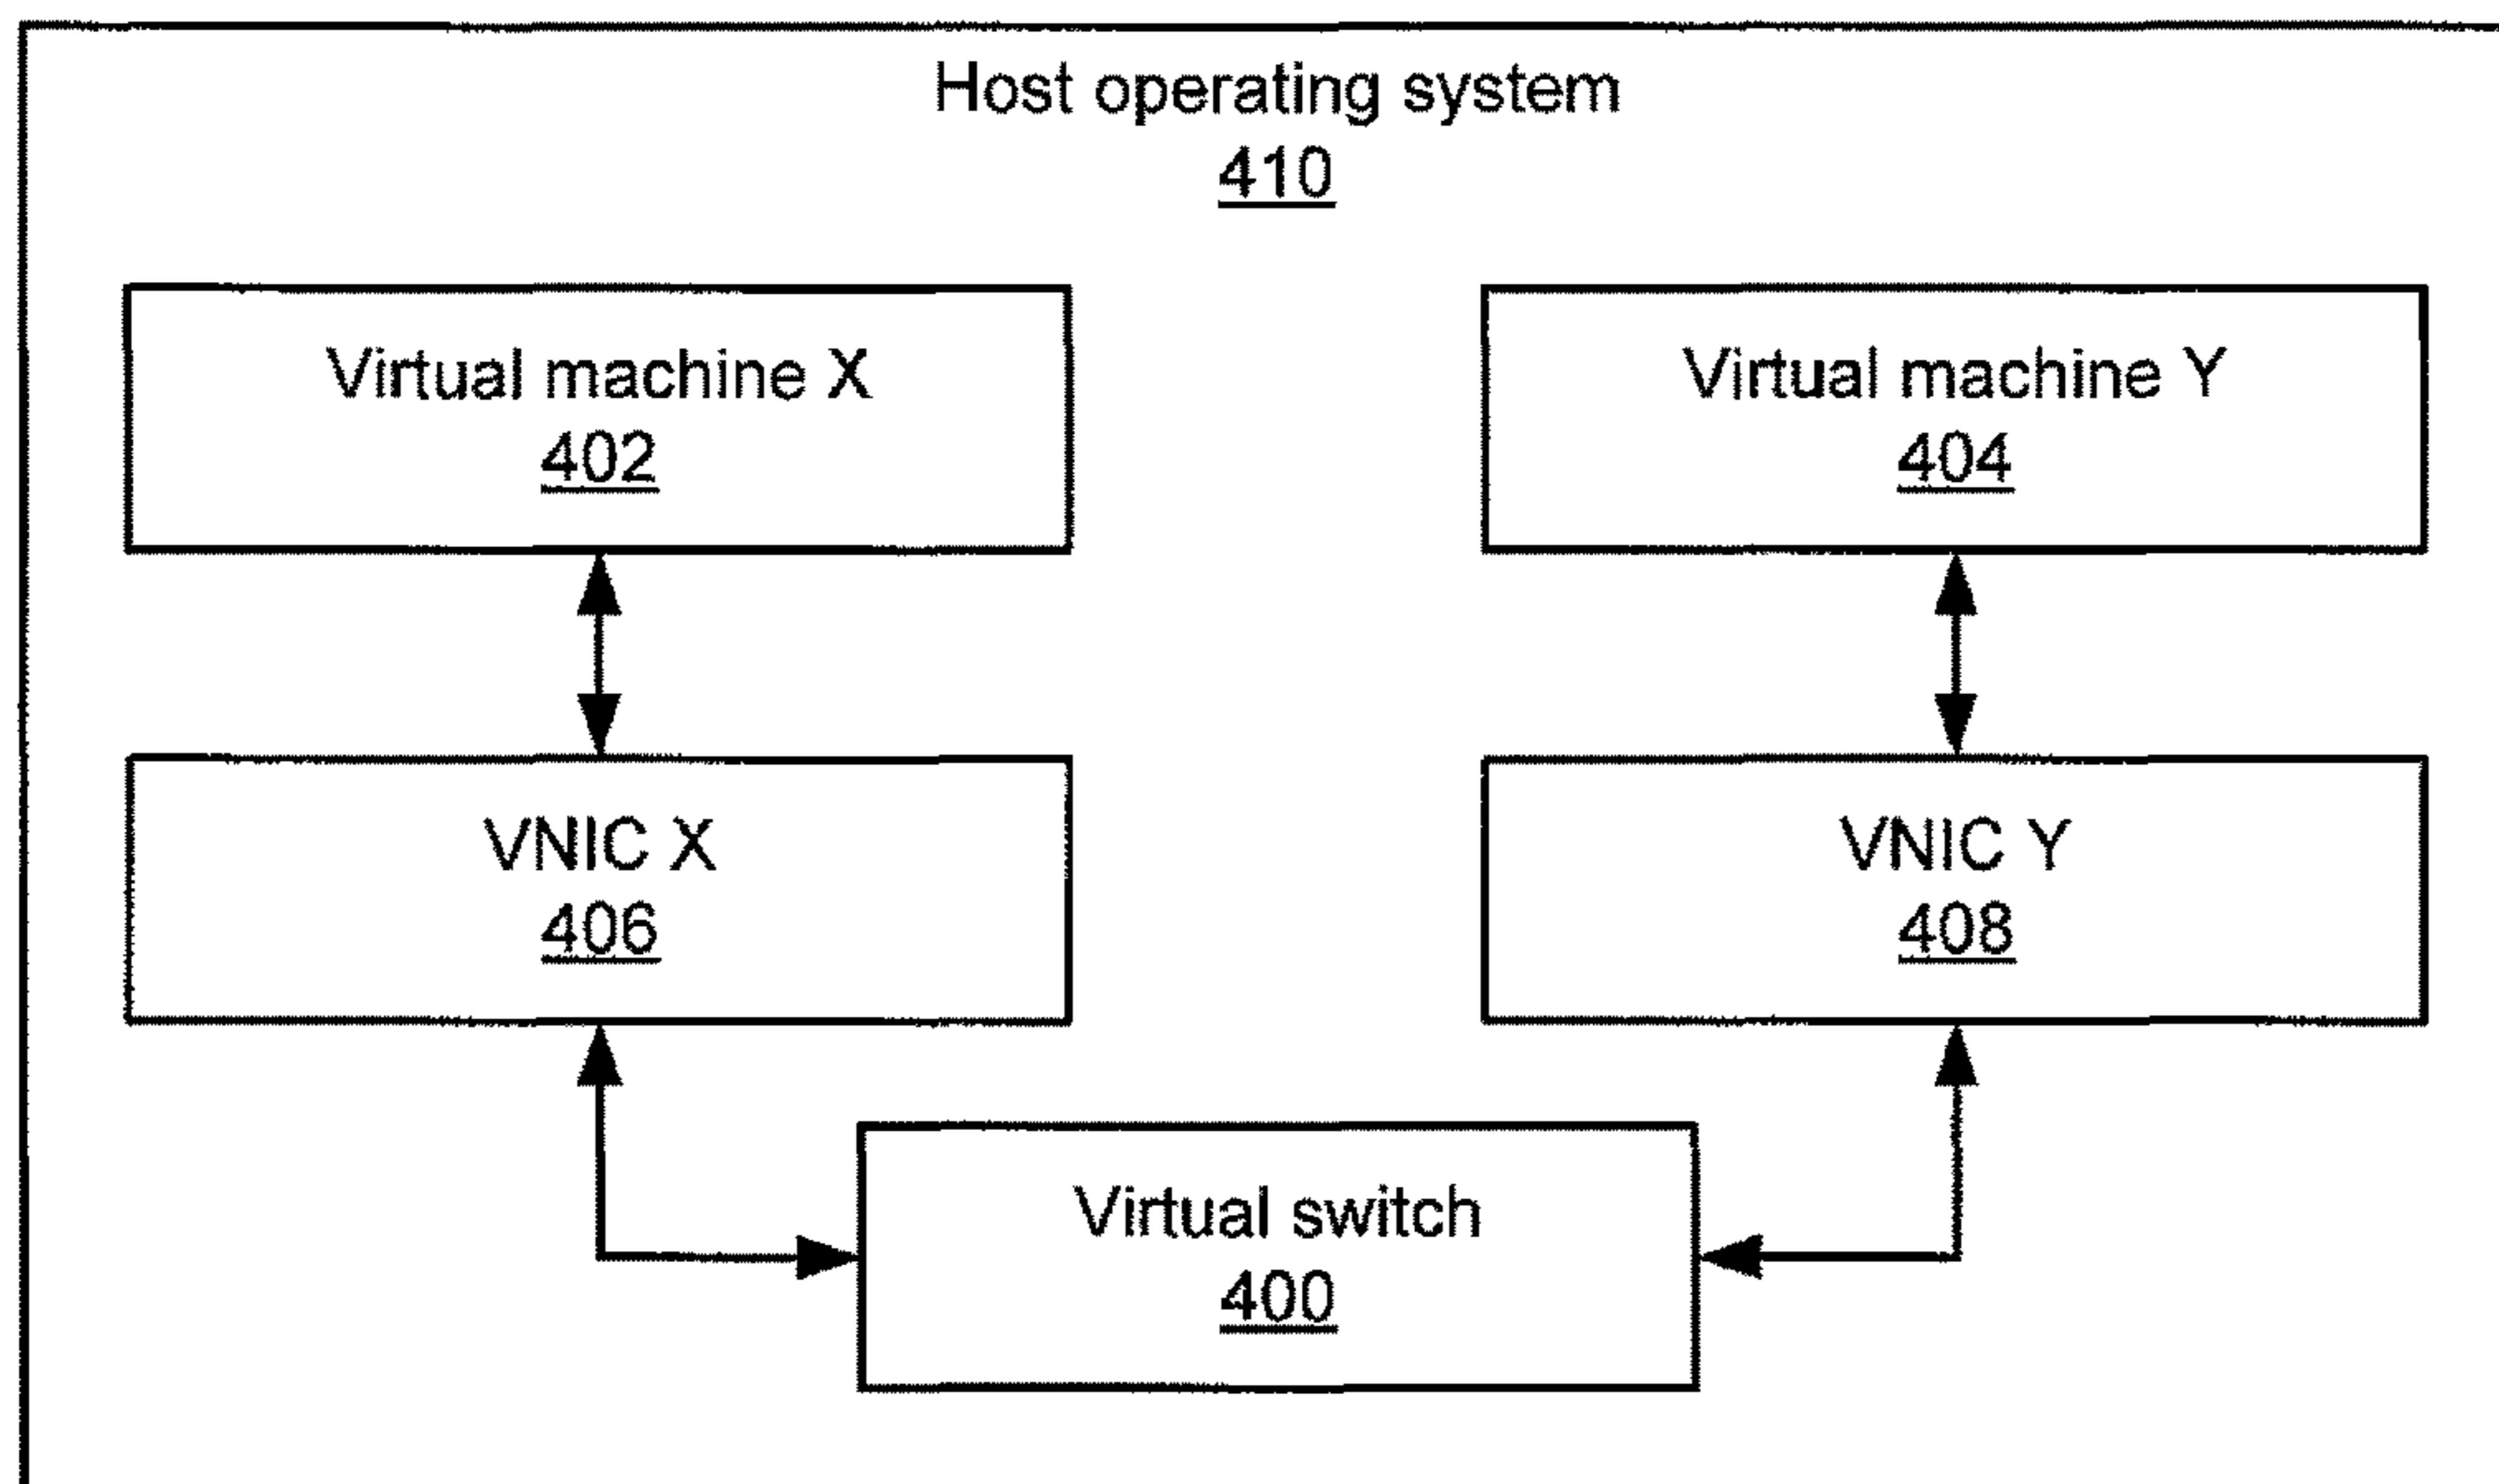 Host operating system
410
Virtual machine X
402
Virtual machine Y
404
VNIC X
406
VNIC Y
408
Virtual switch
400